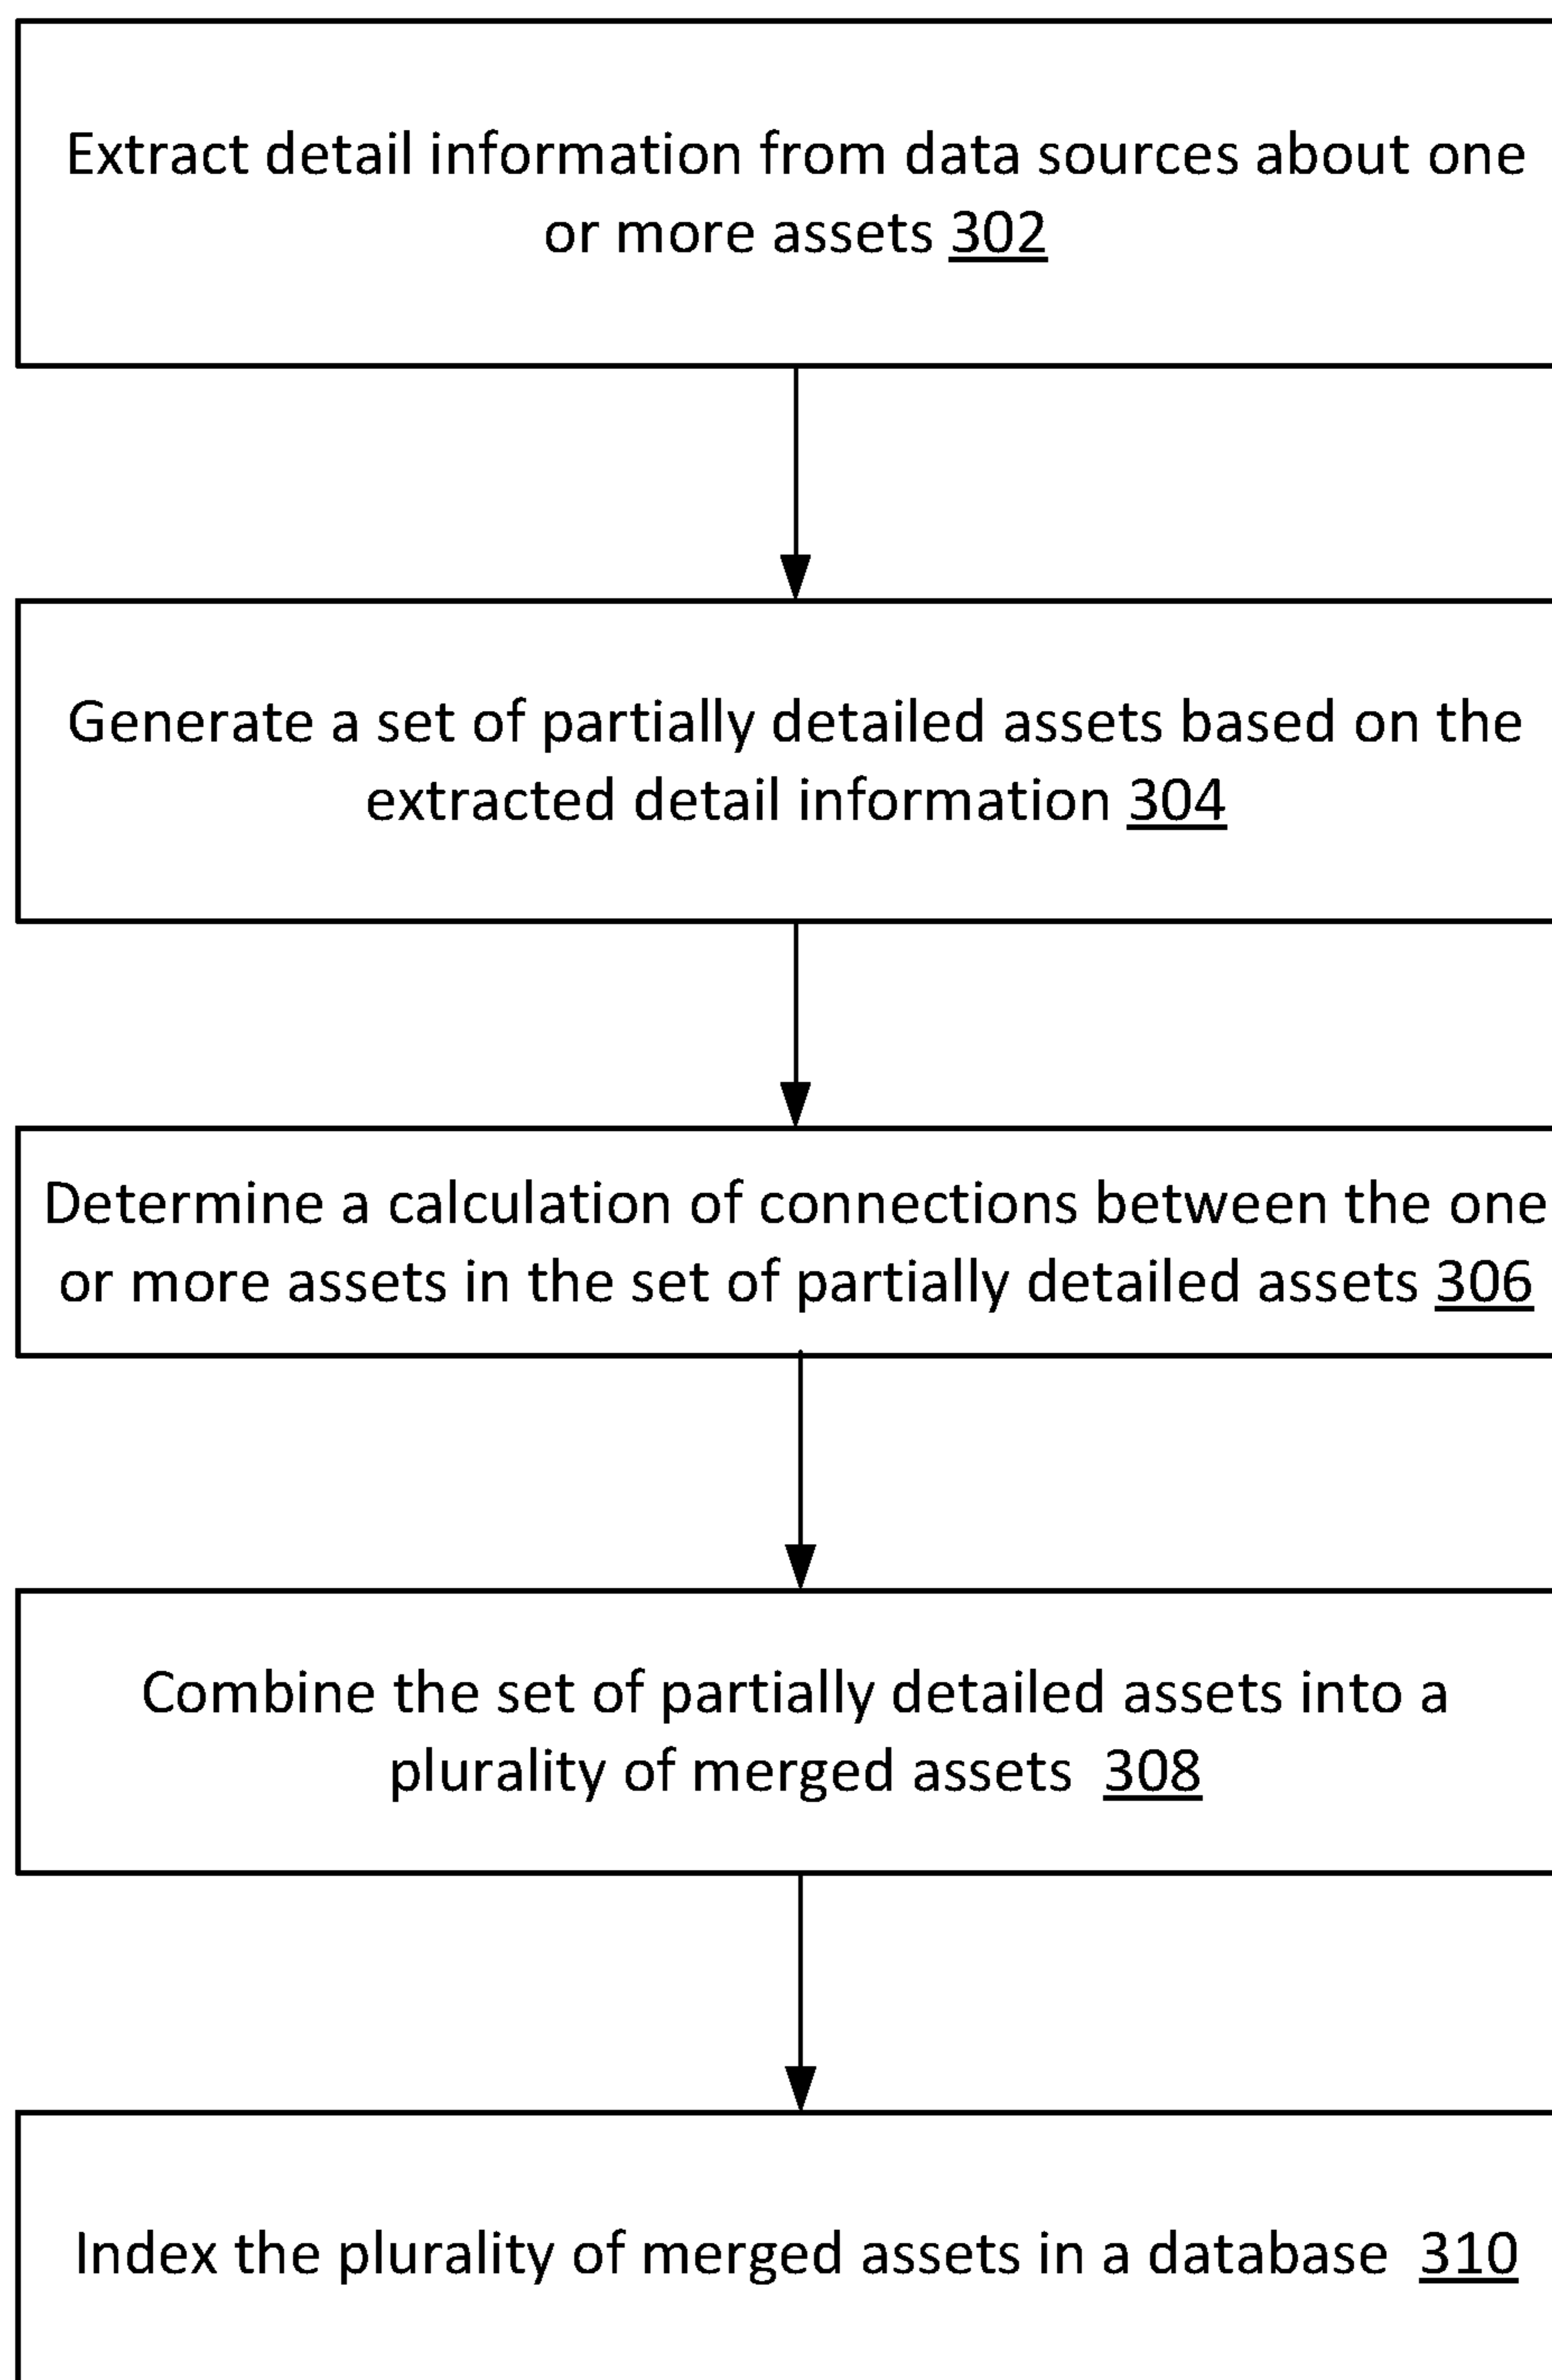 Extract detail information from data sources about one
or more assets 302
Generate a set of partially detailed assets based on the
extracted detail information 304
Determine a calculation of connections between the one
or more assets in the set of partially detailed assets 306
Combine the set of partially detailed assets into a
plurality of merged assets 308
Index the plurality of merged assets in a database 310